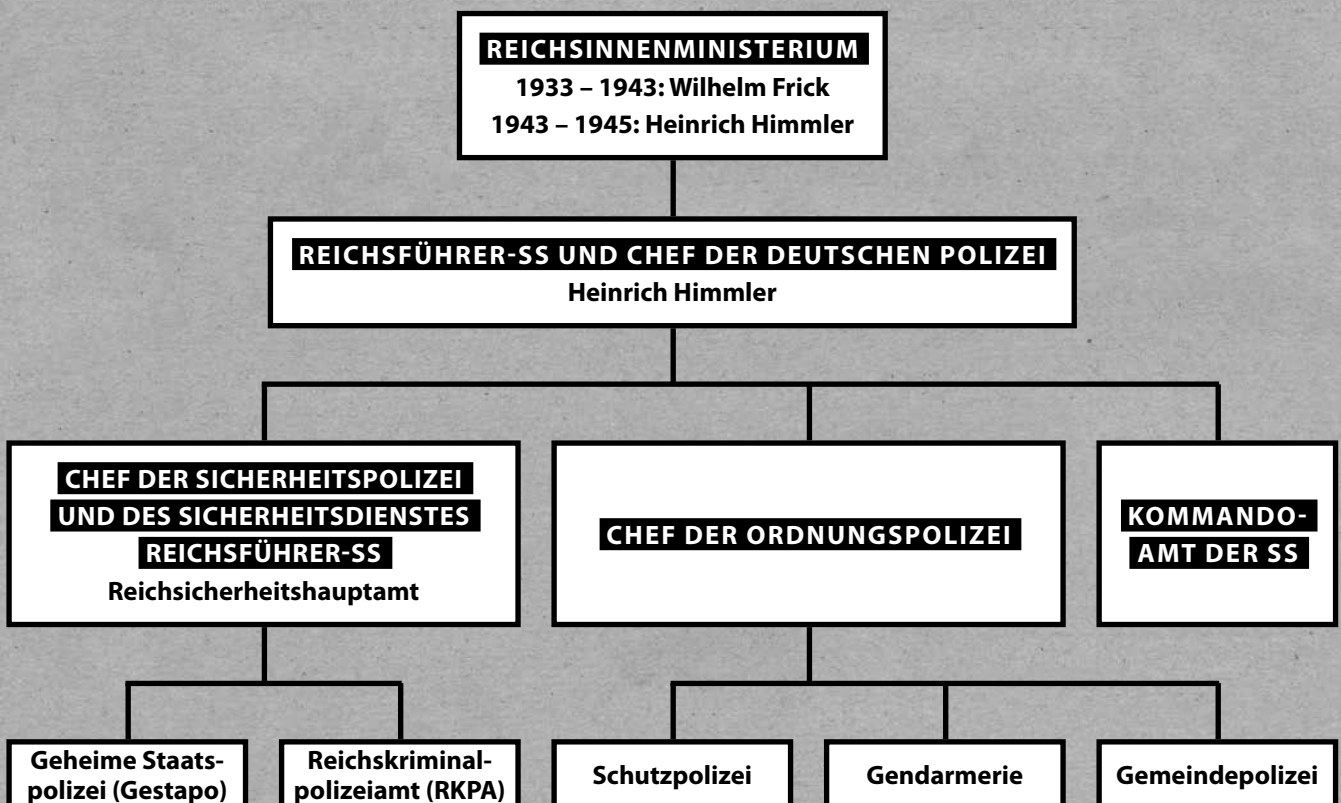 REICHSINNENMINISTERIUM
1933 – 1943: Wilhelm Frick
1943 – 1945: Heinrich Himmler
REICHSFÜHRER-SS UND CHEF DER DEUTSCHEN POLIZEI
Heinrich Himmler
CHEF DER SICHERHEITSPOLIZEI
UND DES SICHERHEITSDIENSTES
REICHSFÜHRER-SS
Reichsicherheitshauptamt
CHEF DER ORDNUNGSPOLIZEI
KOMMANDO-
AMT DER SS
Geheime Staats-
polizei (Gestapo)
Reichskriminal-
polizeiamt (RKPA)
Schutzpolizei
Gendarmerie
Gemeindepolizei